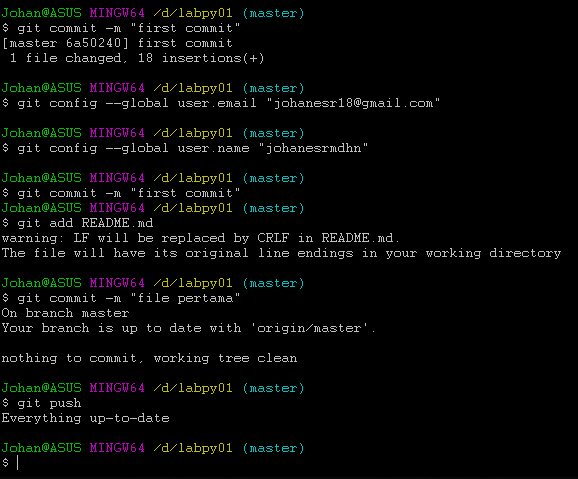 Johan@ASUS MINGW64 /d/labpy01 (master)
$ git commit -m "first commit"
[master 6a50240] first commit
 1 file changed, 18 insertions(+)
Johan@ASUS MINGW64 /d/labpy01 (master)
$ git config --global user.email "johanesr18@gmail.com"
Johan@ASUS MINGW64 /d/labpy01 (master)
$ git config --global user.name "johanesrmdhn"
Johan@ASUS MINGW64 /d/labpy01 (master)
$ git commit -m "first commit"
Johan@ASUS MINGW64 /d/labpy01 (master)
$ git add README.md
warning: LF will be replaced by CRLF in README.md.
The file will have its original line endings in your working directory
Johan@ASUS MINGW64 /d/labpy01 (master)
$ git commit -m "file pertama"
On branch master
Your branch is up to date with 'origin/master'.
nothing to commit, working tree clean
Johan@ASUS MINGW64 /d/labpy01 (master)
$ git push
Everything up-to-date
Johan@ASUS MINGW64 /d/labpy01 (master)
$